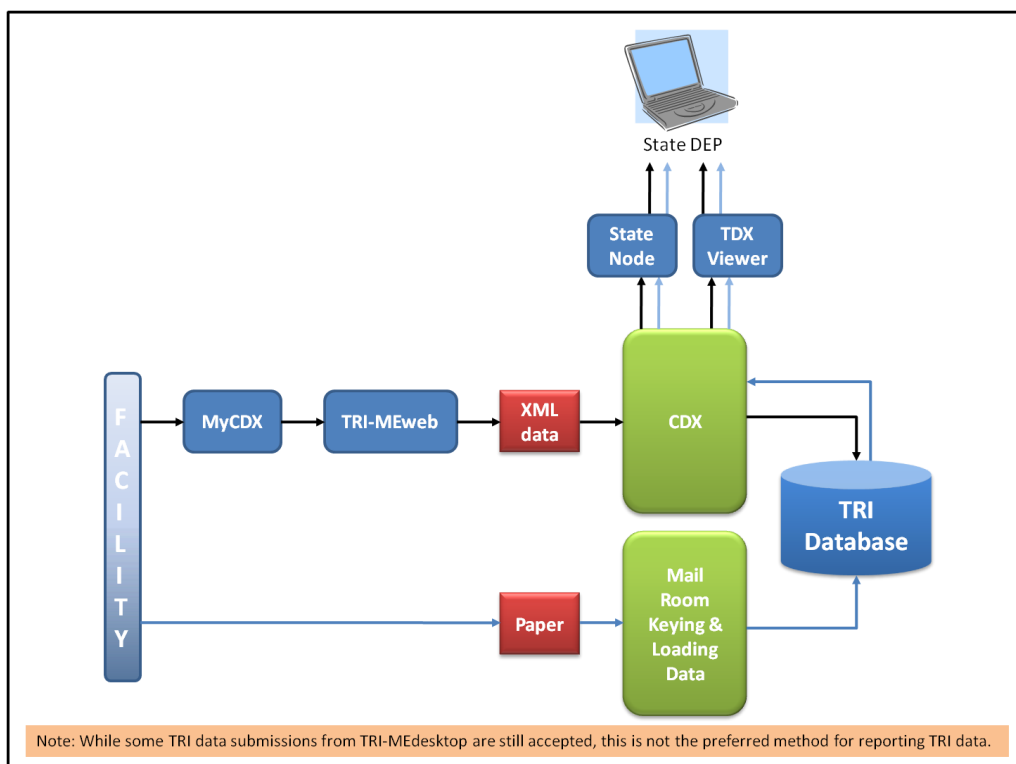 State DEP
State
Node
TDX
Viewer
FACILITY
MyCDX
TRI-MEweb
XML
data
CDX
TRI
Database
Paper
Mail
Room
Keying &
Loading
Data
Note: While some TRI data submissions from TRI-MEdesktop are still accepted, this is not the preferred method for reporting TRI data.